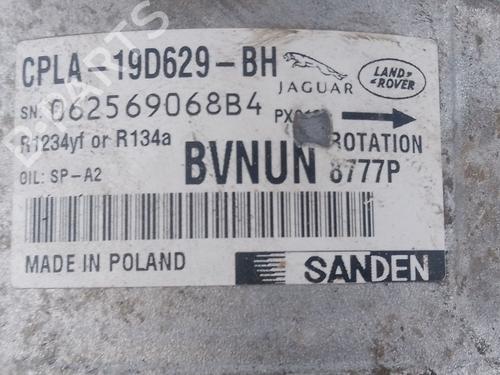 CPLA-19D629-BH
JAGUAR
LAND ROVER
SN: 062569068B4
R1234yf or R134a
ROTATION
OIL: SP-A2
BVNUN
8777P
MADE IN POLAND
SANDEN
B-PARTS